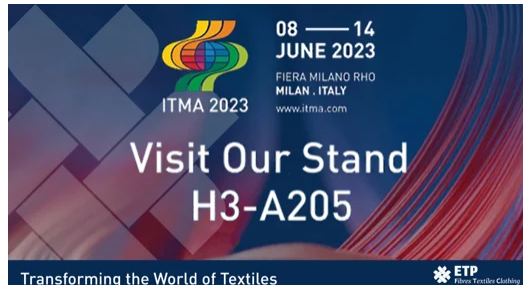 08 — 14
JUNE 2023
FIERA MILANO RHO
MILAN . ITALY
www.itma.com
ITMA 2023
Visit Our Stand
H3-A205
Transforming the World of Textiles
ETP
Fibres Textiles Clothing